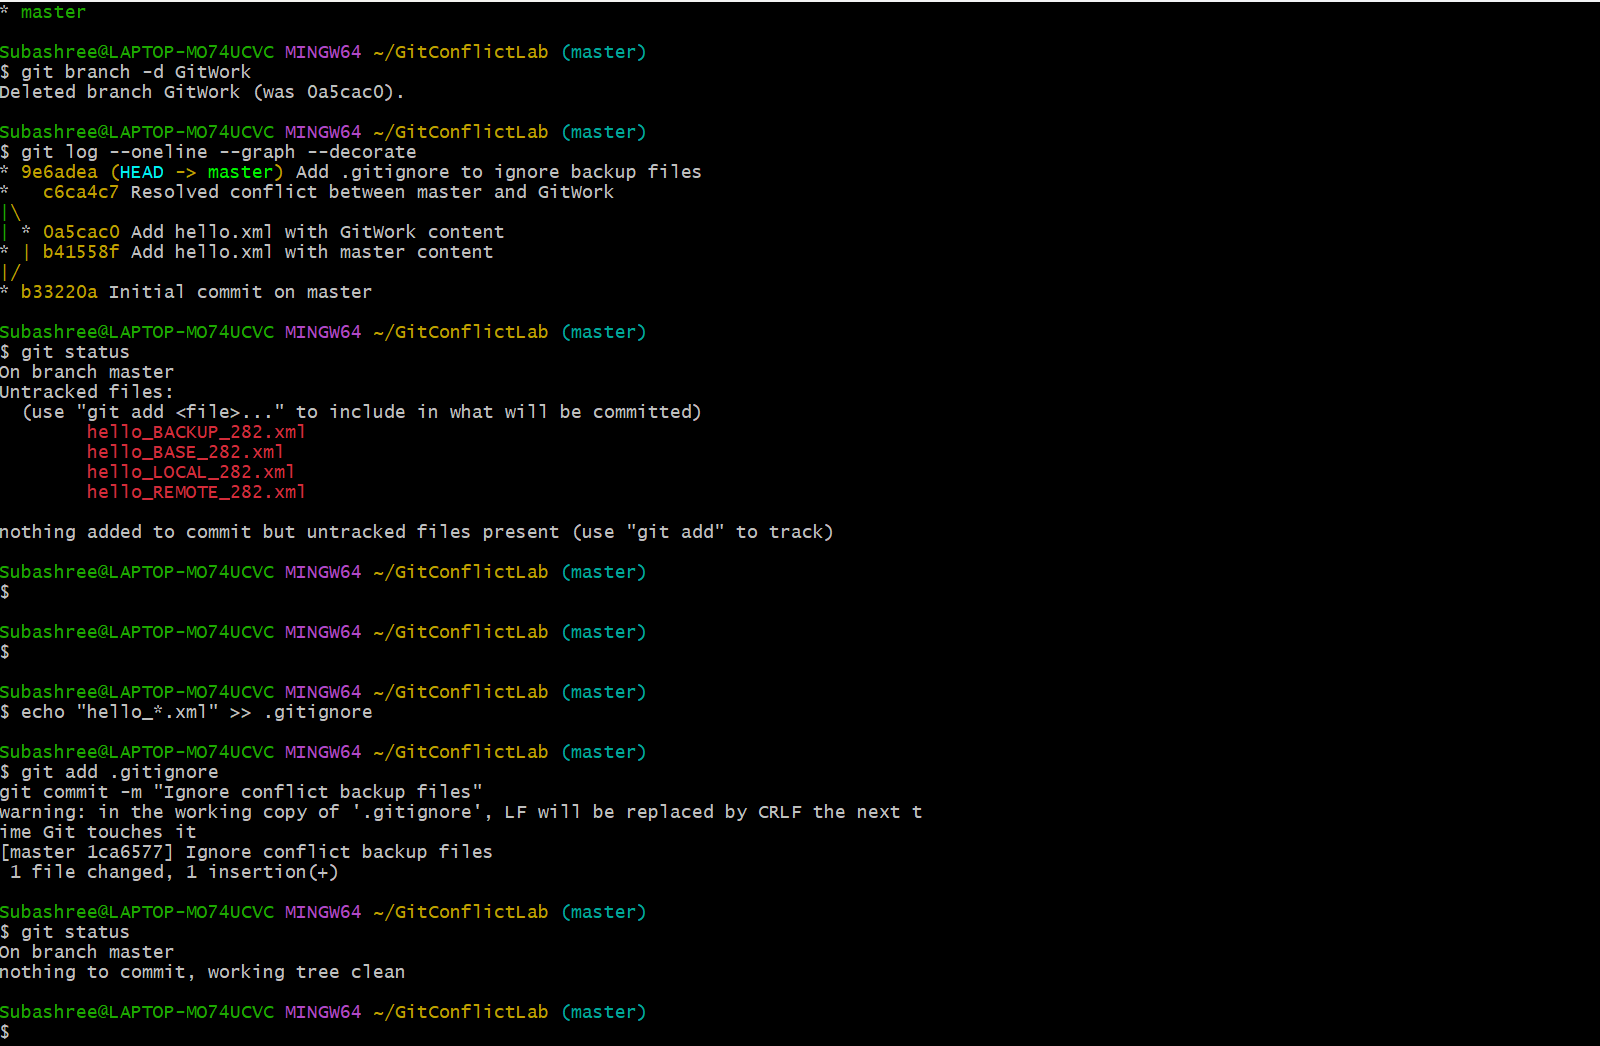 * master
Subashree@LAPTOP-MO74UCVC MINGW64 ~/GitConflictLab (master)
$ git branch -d GitWork
Deleted branch GitWork (was 0a5cac0).
Subashree@LAPTOP-MO74UCVC MINGW64 ~/GitConflictLab (master)
$ git log --oneline --graph --decorate
* 9e6adea (HEAD -> master) Add .gitignore to ignore backup files
*   c6ca4c7 Resolved conflict between master and GitWork
|\
| * 0a5cac0 Add hello.xml with GitWork content
* | b41558f Add hello.xml with master content
|/
* b33220a Initial commit on master
Subashree@LAPTOP-MO74UCVC MINGW64 ~/GitConflictLab (master)
$ git status
On branch master
Untracked files:
  (use "git add <file>..." to include in what will be committed)
        hello_BACKUP_282.xml
        hello_BASE_282.xml
        hello_LOCAL_282.xml
        hello_REMOTE_282.xml
nothing added to commit but untracked files present (use "git add" to track)
Subashree@LAPTOP-MO74UCVC MINGW64 ~/GitConflictLab (master)
$
Subashree@LAPTOP-MO74UCVC MINGW64 ~/GitConflictLab (master)
$
Subashree@LAPTOP-MO74UCVC MINGW64 ~/GitConflictLab (master)
$ echo "hello_*.xml" >> .gitignore
Subashree@LAPTOP-MO74UCVC MINGW64 ~/GitConflictLab (master)
$ git add .gitignore
git commit -m "Ignore conflict backup files"
warning: in the working copy of '.gitignore', LF will be replaced by CRLF the next t
ime Git touches it
[master 1ca6577] Ignore conflict backup files
 1 file changed, 1 insertion(+)
Subashree@LAPTOP-MO74UCVC MINGW64 ~/GitConflictLab (master)
$ git status
On branch master
nothing to commit, working tree clean
Subashree@LAPTOP-MO74UCVC MINGW64 ~/GitConflictLab (master)
$